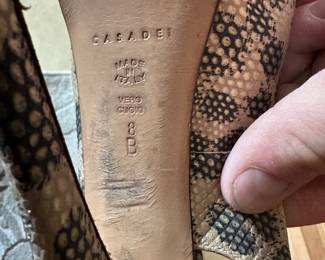 CASADEI
MADE
IN
ITALY
VERO
CUOIO
8
B